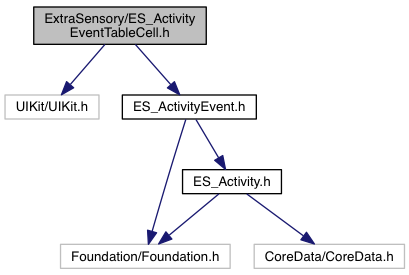 ExtraSensory/ES_Activity
EventTableCell.h
UIKit/UIKit.h
ES_ActivityEvent.h
ES_Activity.h
Foundation/Foundation.h
CoreData/CoreData.h